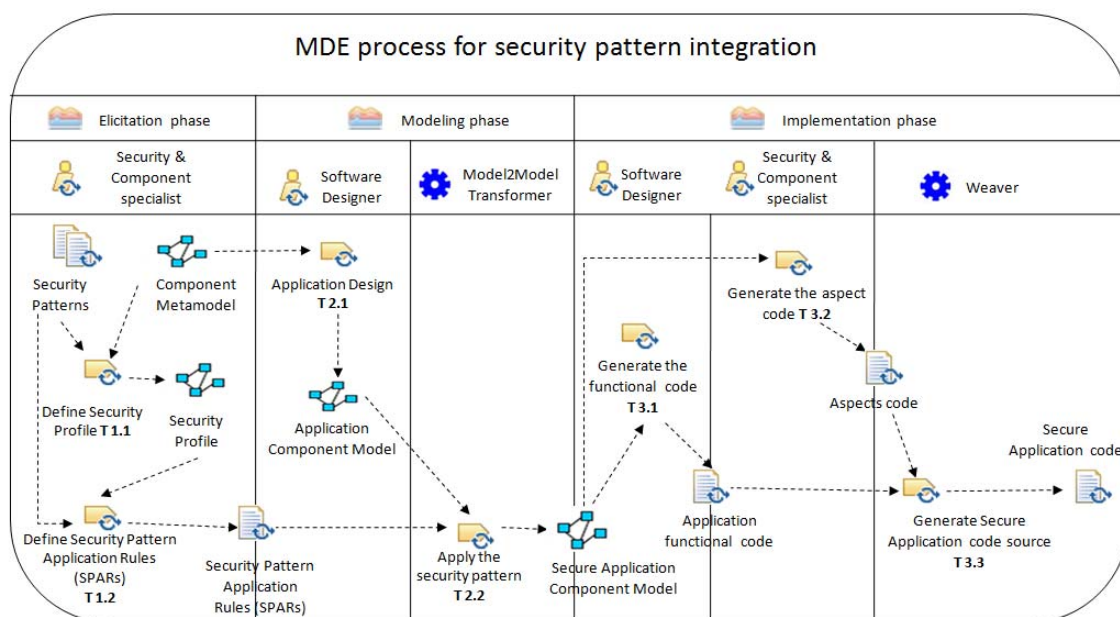 MDE process for security pattern integration
Elicitation phase
Modeling phase
Implementation phase
Security &
Component
specialist
Software
Designer
Model2Model
Transformer
Software
Designer
Security &
Component
specialist
Weaver
Security
Patterns
Component
Metamodel
Application Design
T 2.1
Generate the aspect
code T 3.2
Define Security
Profile T 1.1
Security
Profile
Application
Component Model
Generate the
functional code
T 3.1
Aspects code
Secure
Application code
Define Security Pattern
Application Rules
(SPARs)
T 1.2
Security Pattern
Application
Rules (SPARs)
Apply the
security pattern
T 2.2
Secure Application
Component Model
Application
functional code
Generate Secure
Application code source
T 3.3